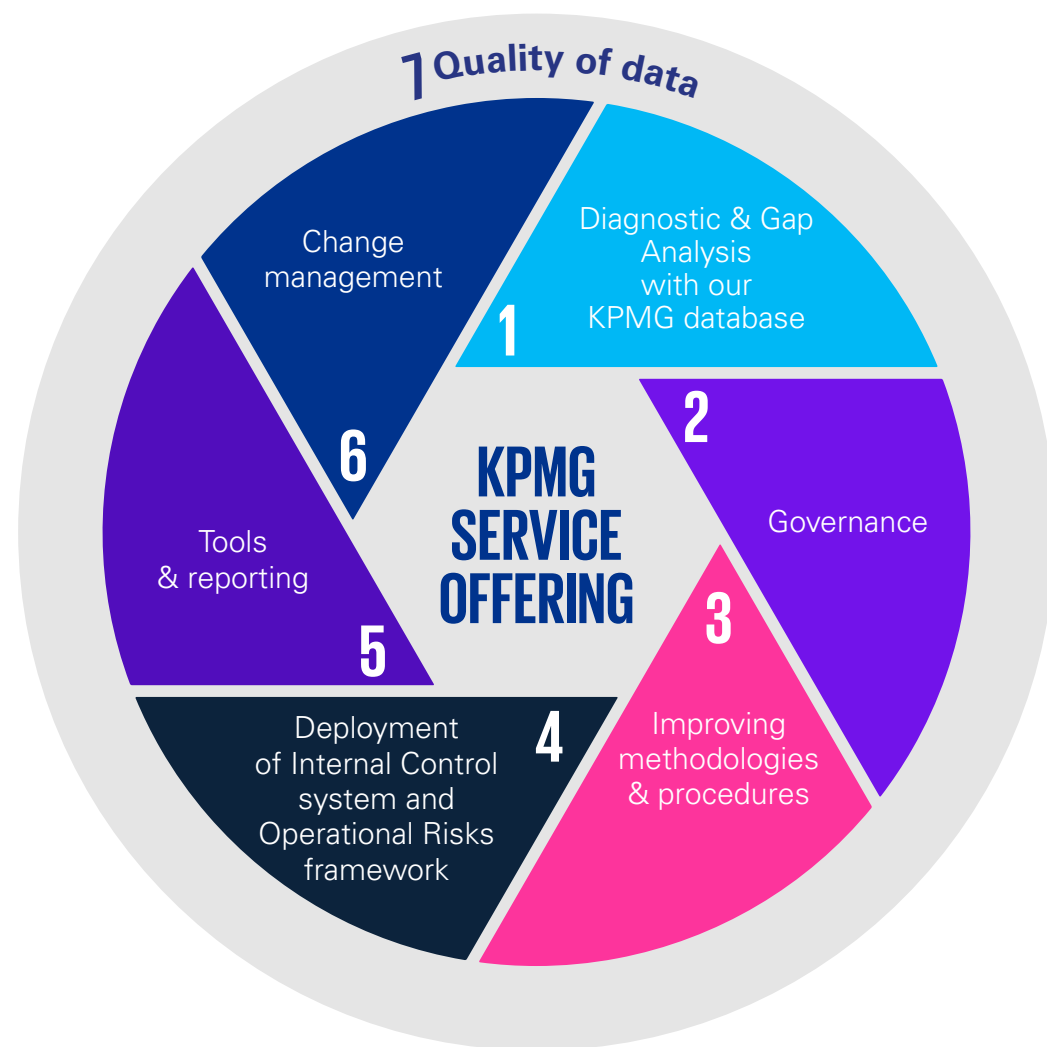 7 Quality of data
1
Diagnostic & Gap
Analysis
with our
KPMG database
2
Governance
3
Improving
methodologies
& procedures
4
Deployment
of Internal Control
system and
Operational Risks
framework
5
Tools
& reporting
6
Change
management
KPMG
SERVICE
OFFERING